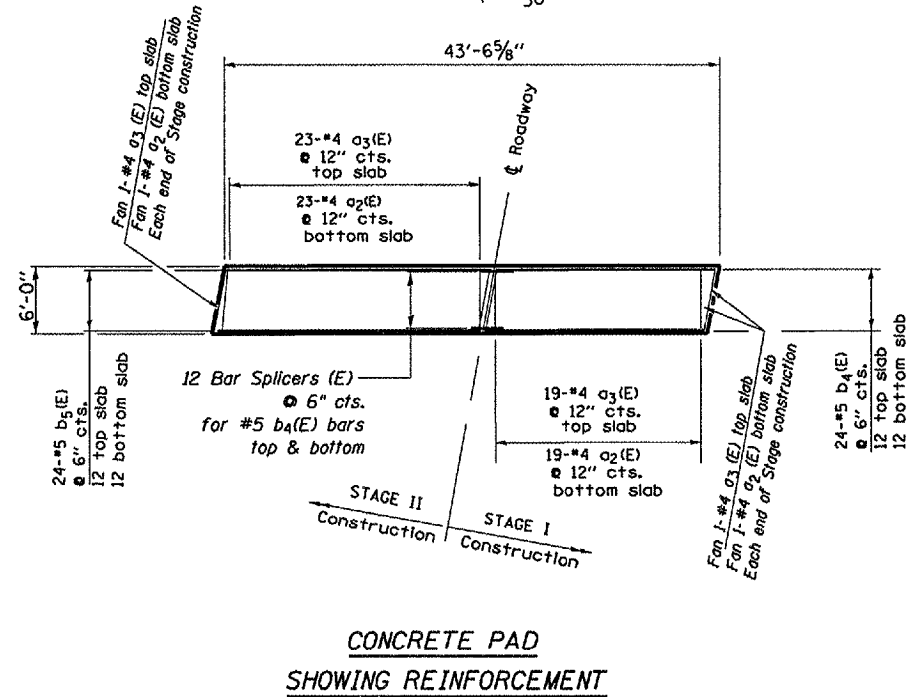 43'-6⅝"
Fan 1-#4 a3 (E) top slab
Fan 1-#4 a2 (E) bottom slab
Each end of Stage construction
23-#4 a3(E)
@ 12" cts.
top slab
23-#4 a2(E)
@ 12" cts.
bottom slab
℄ Roadway
6'-0"
24-#5 b5(E)
@ 6" cts.
12 top slab
12 bottom slab
12 Bar Splicers (E)
@ 6" cts.
for #5 b4(E) bars
top & bottom
19-#4 a3(E)
@ 12" cts.
top slab
19-#4 a2(E)
@ 12" cts.
bottom slab
24-#5 b4(E)
@ 6" cts.
12 top slab
12 bottom slab
Fan 1-#4 a3 (E) top slab
Fan 1-#4 a2 (E) bottom slab
Each end of Stage construction
STAGE II
Construction
STAGE I
Construction
CONCRETE PAD
SHOWING REINFORCEMENT